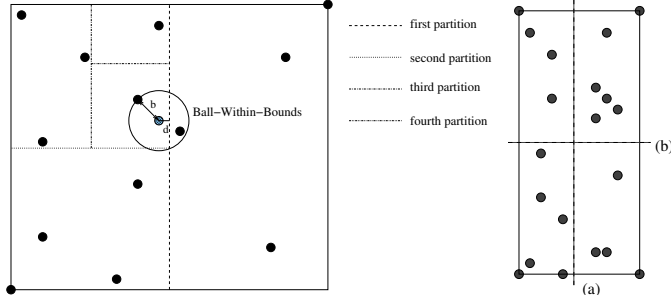 first partition
second partition
third partition
fourth partition
b
d
Ball-Within-Bounds
(b)
(a)